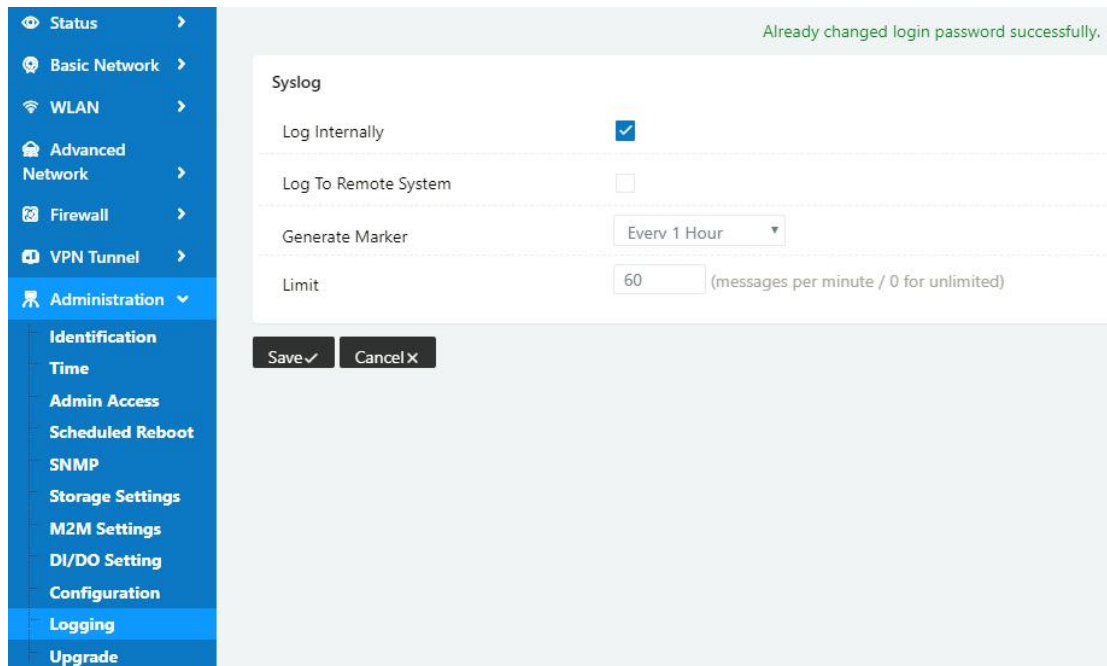 Status
Basic Network
WLAN
Advanced
Network
Firewall
VPN Tunnel
Administration
Identification
Time
Admin Access
Scheduled Reboot
SNMP
Storage Settings
M2M Settings
DI/DO Setting
Configuration
Logging
Upgrade
Already changed login password successfully.
Syslog
Log Internally
Log To Remote System
Generate Marker Every 1 Hour
Limit 60 (messages per minute / 0 for unlimited)
Save Cancel